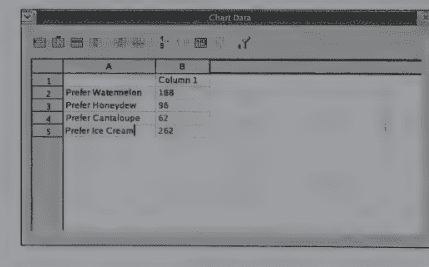 Chart Data
A B
1 Column 1
2 Prefer Watermelon 188
3 Prefer Honeydew 96
4 Prefer Cantaloupe 62
5 Prefer Ice Cream 262